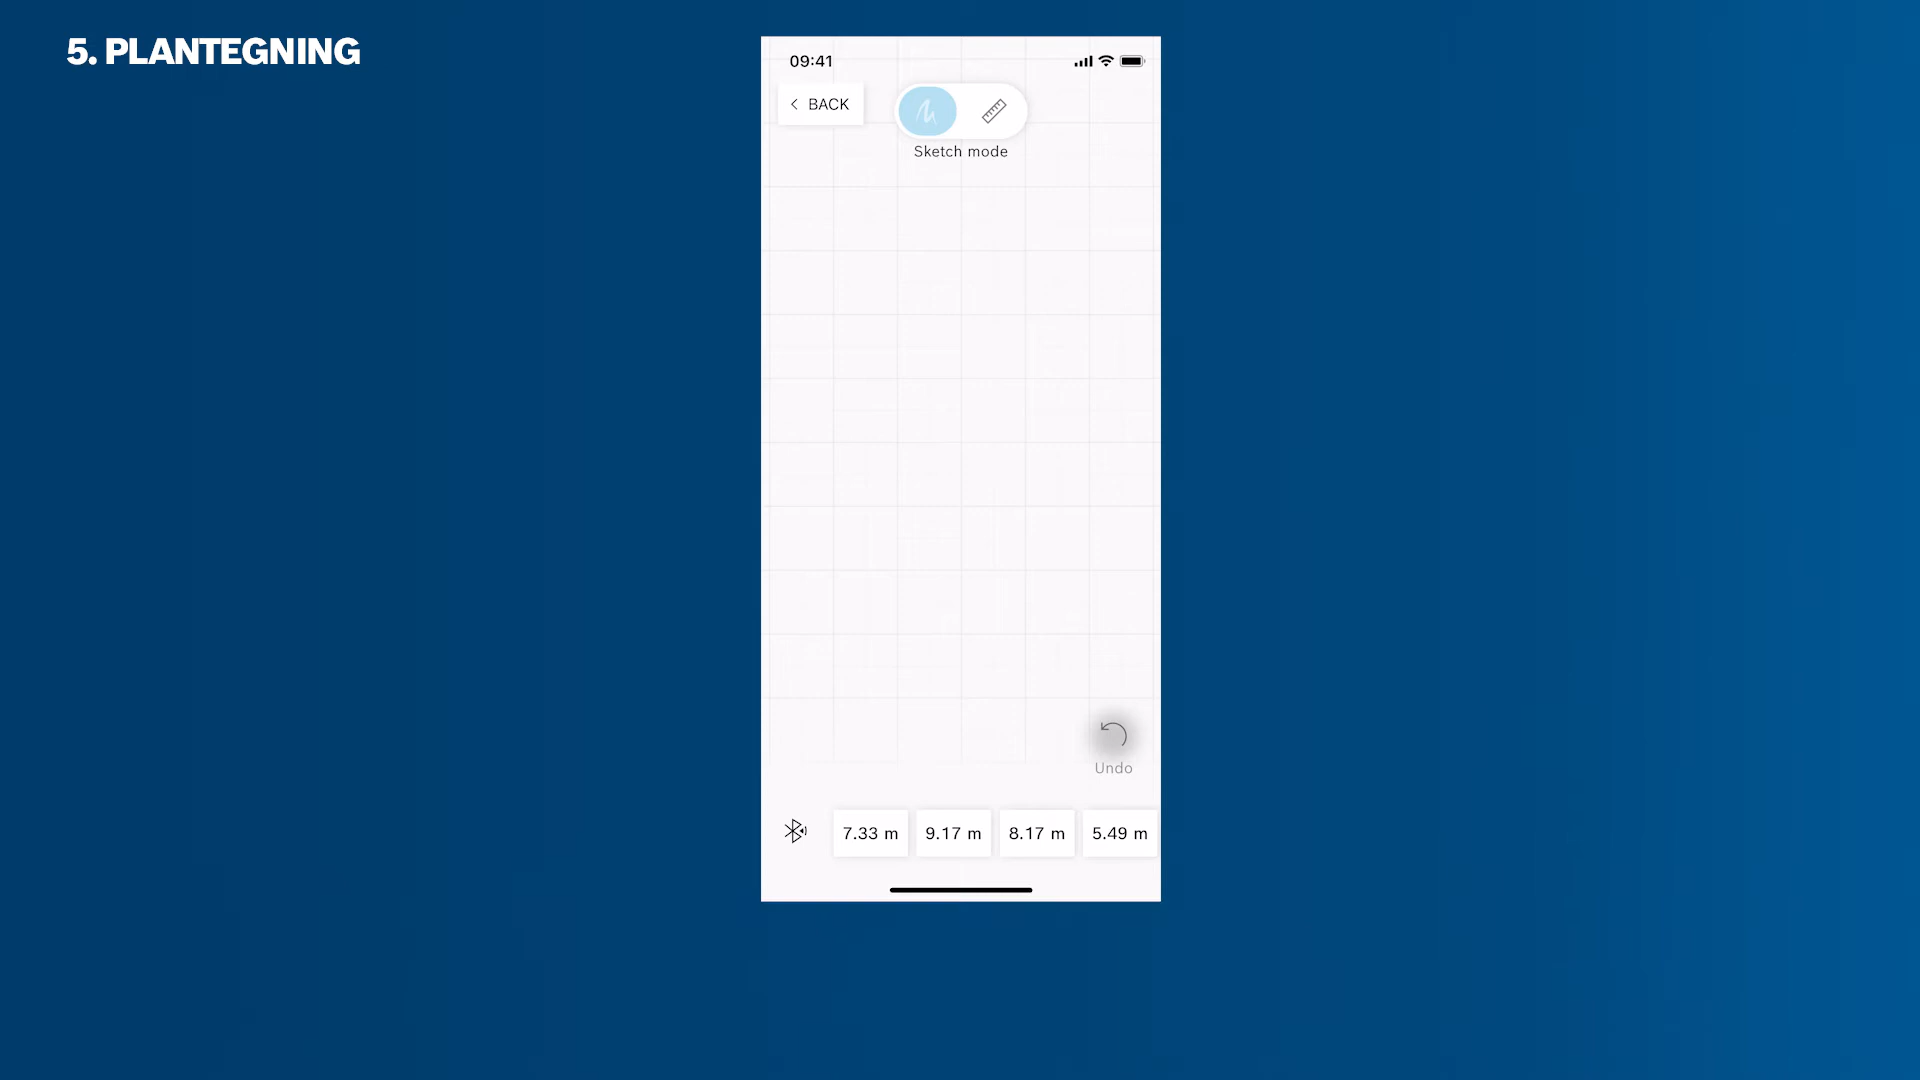 5. PLANTEGNING
09:41
BACK
Sketch mode
Undo
7.33 m 9.17 m 8.17 m 5.49 m